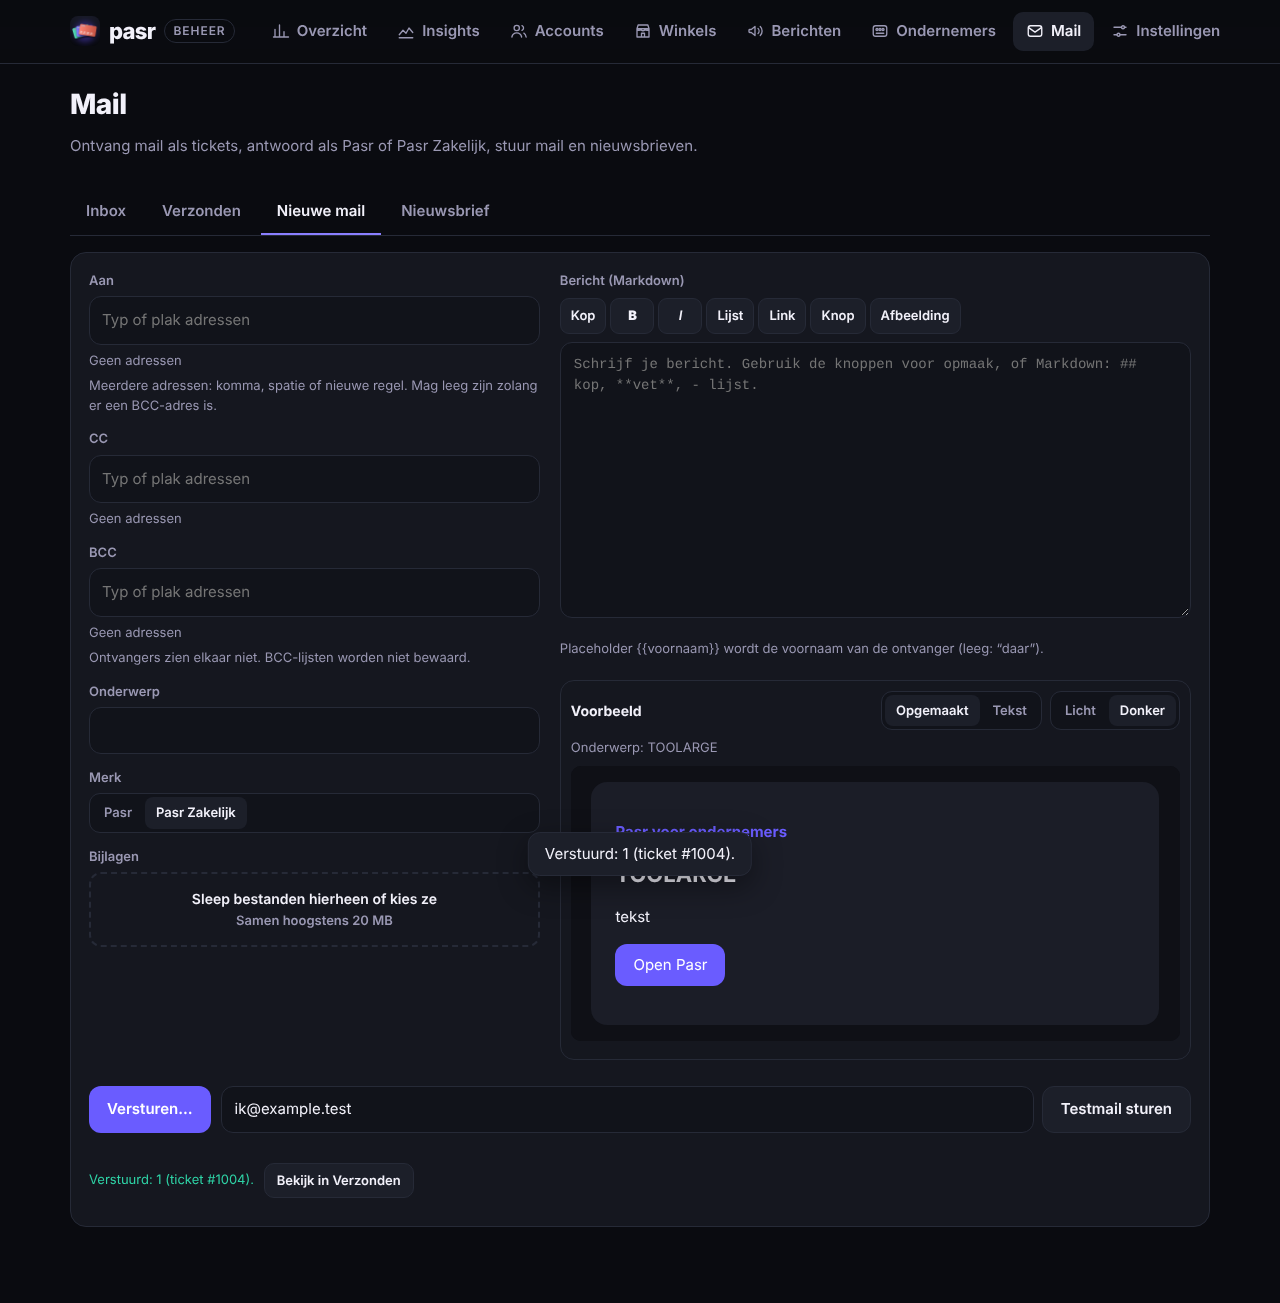 pasr BEHEER Overzicht Insights Accounts Winkels Berichten Ondernemers Mail Instellingen
Mail
Ontvang mail als tickets, antwoord als Pasr of Pasr Zakelijk, stuur mail en nieuwsbrieven.
Inbox Verzonden Nieuwe mail Nieuwsbrief
Aan
Typ of plak adressen
Geen adressen
Meerdere adressen: komma, spatie of nieuwe regel. Mag leeg zijn zolang
er een BCC-adres is.
CC
Typ of plak adressen
Geen adressen
BCC
Typ of plak adressen
Geen adressen
Ontvangers zien elkaar niet. BCC-lijsten worden niet bewaard.
Onderwerp
Merk
Pasr Pasr Zakelijk
Bijlagen
Sleep bestanden hierheen of kies ze
Samen hoogstens 20 MB
Bericht (Markdown)
Kop B I Lijst Link Knop Afbeelding
Schrijf je bericht. Gebruik de knoppen voor opmaak, of Markdown: ##
kop, **vet**, - lijst.
Placeholder {{voornaam}} wordt de voornaam van de ontvanger (leeg: “daar”).
Voorbeeld Opgemaakt Tekst Licht Donker
Onderwerp: TOOLARGE
Pasr voor ondernemers
Verstuurd: 1 (ticket #1004).
TOOLARGE
tekst
Open Pasr
Versturen... ik@example.test Testmail sturen
Verstuurd: 1 (ticket #1004). Bekijk in Verzonden